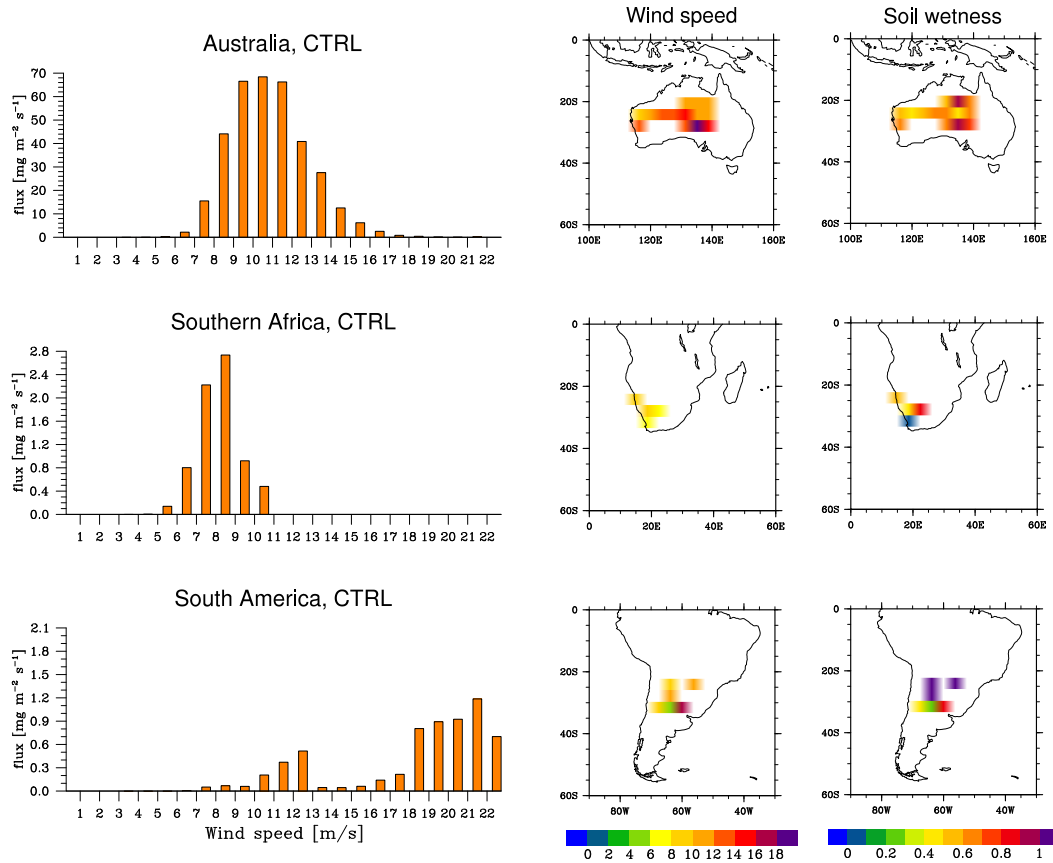 Wind speed
Soil wetness
Australia, CTRL
70
60
50
40
30
20
10
0
flux [mg m⁻² s⁻¹]
1 2 3 4 5 6 7 8 9 10 11 12 13 14 15 16 17 18 19 20 21 22
0
20S
40S
60S
100E 120E 140E 160E
0
20S
40S
60S
100E 120E 140E 160E
Southern Africa, CTRL
2.8
2.4
2.0
1.6
1.2
0.8
0.4
0.0
flux [mg m⁻² s⁻¹]
1 2 3 4 5 6 7 8 9 10 11 12 13 14 15 16 17 18 19 20 21 22
0
20S
40S
60S
0 20E 40E 60E
0
20S
40S
60S
0 20E 40E 60E
South America, CTRL
2.1
1.8
1.5
1.2
0.9
0.6
0.3
0.0
flux [mg m⁻² s⁻¹]
1 2 3 4 5 6 7 8 9 10 11 12 13 14 15 16 17 18 19 20 21 22
Wind speed [m/s]
0
20S
40S
60S
80W 60W 40W
0
20S
40S
60S
80W 60W 40W
0 2 4 6 8 10 12 14 16 18
0 0.2 0.4 0.6 0.8 1